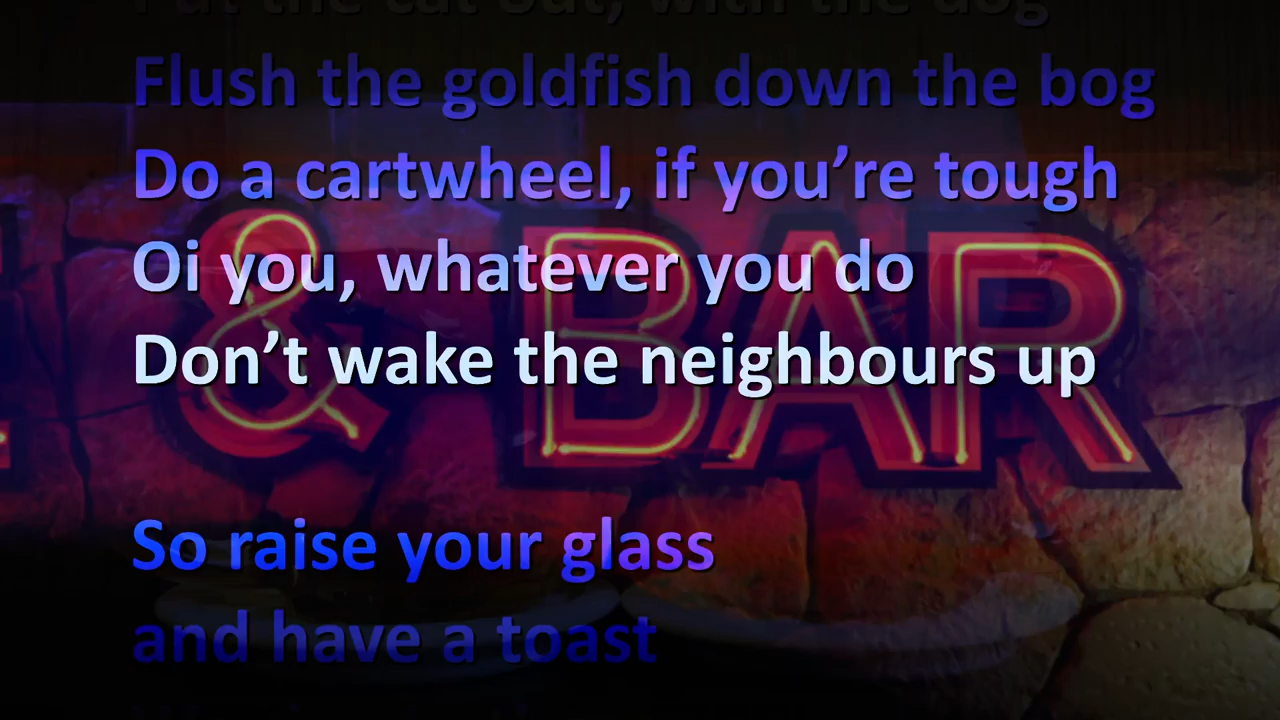 Put the cat out, with the dog
Flush the goldfish down the bog
Do a cartwheel, if you’re tough
Oi you, whatever you do
Don’t wake the neighbours up
& BAR
So raise your glass
and have a toast